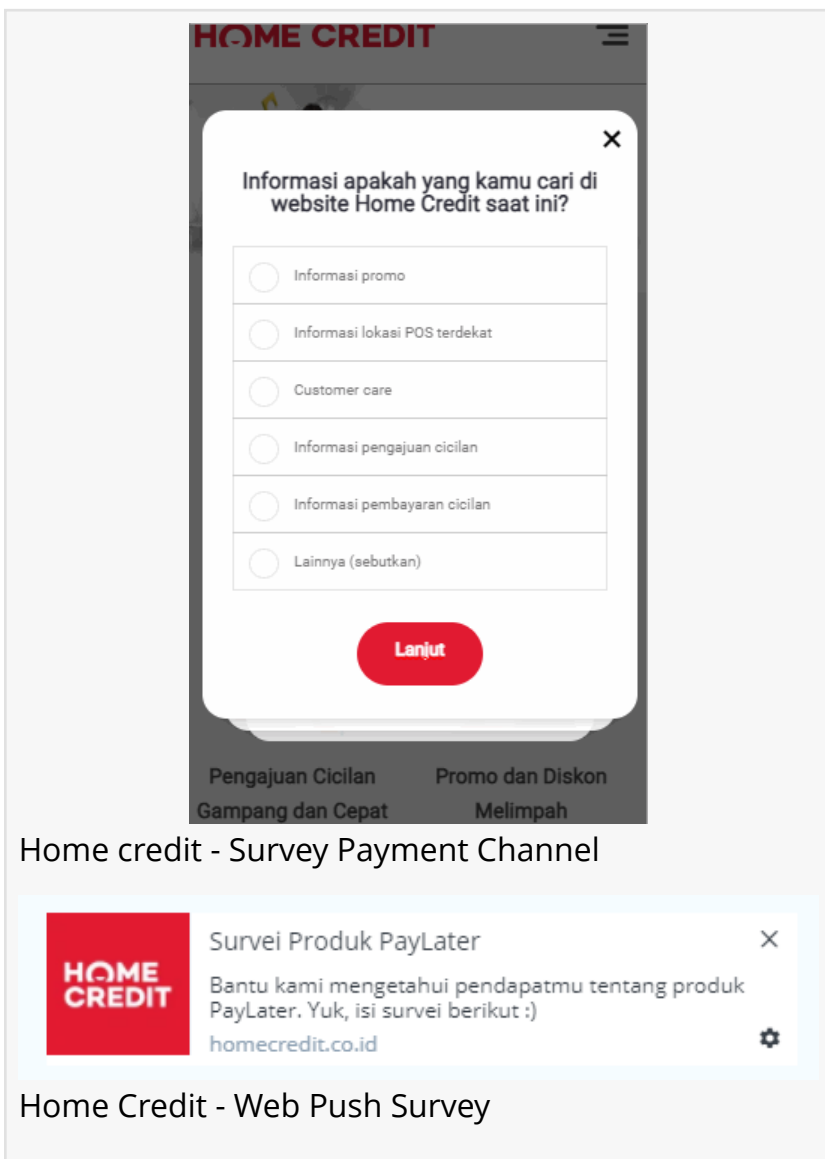 HOME CREDIT
Informasi apakah yang kamu cari di
website Home Credit saat ini?
Informasi promo
Informasi lokasi POS terdekat
Customer care
Informasi pengajuan cicilan
Informasi pembayaran cicilan
Lainnya (sebutkan)
Lanjut
Pengajuan Cicilan
Gampang dan Cepat
Promo dan Diskon
Melimpah
Home credit - Survey Payment Channel
HOME
CREDIT
Survei Produk PayLater
Bantu kami mengetahui pendapatmu tentang produk
PayLater. Yuk, isi survei berikut :)
homecredit.co.id
Home Credit - Web Push Survey